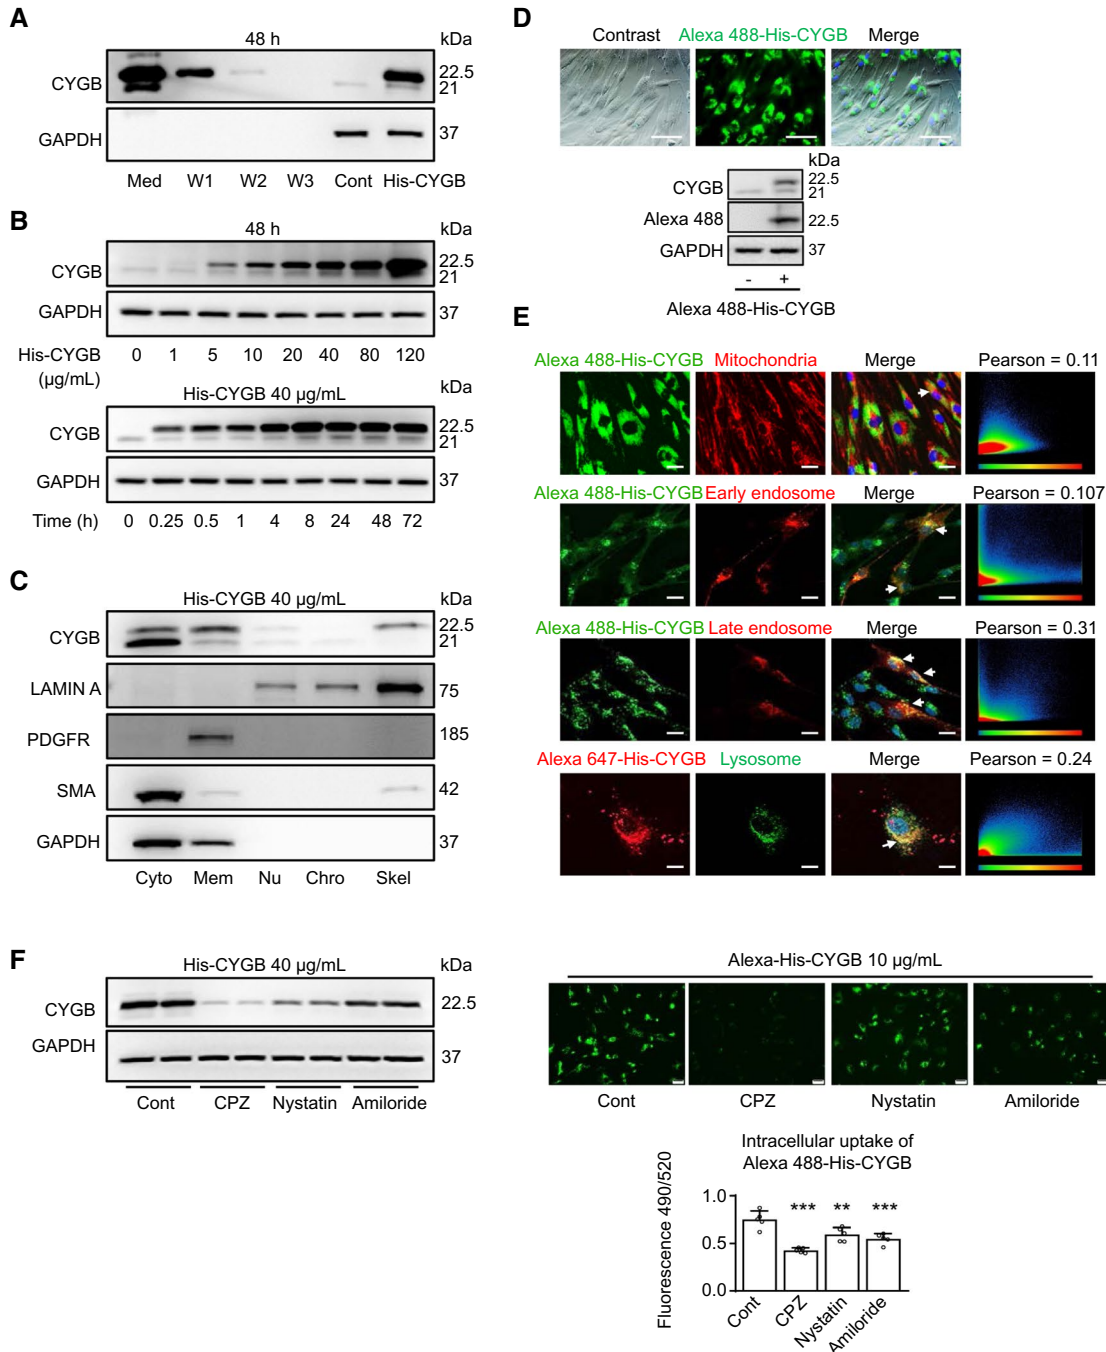 A
48 h
kDa
CYGB
22.5
21
GAPDH
37
Med W1 W2 W3 Cont His-CYGB
B
48 h
kDa
CYGB
22.5
21
GAPDH
37
His-CYGB 0 1 5 10 20 40 80 120
(µg/mL)
His-CYGB 40 µg/mL
kDa
CYGB
22.5
21
GAPDH
37
Time (h) 0 0.25 0.5 1 4 8 24 48 72
C
His-CYGB 40 µg/mL
kDa
CYGB
22.5
21
LAMIN A
75
PDGFR
185
SMA
42
GAPDH
37
Cyto Mem Nu Chro Skel
D
Contrast Alexa 488-His-CYGB Merge
kDa
CYGB
22.5
21
Alexa 488
22.5
GAPDH
37
- +
Alexa 488-His-CYGB
E
Alexa 488-His-CYGB Mitochondria Merge Pearson = 0.11
Alexa 488-His-CYGB Early endosome Merge Pearson = 0.107
Alexa 488-His-CYGB Late endosome Merge Pearson = 0.31
Alexa 647-His-CYGB Lysosome Merge Pearson = 0.24
F
His-CYGB 40 µg/mL
kDa
CYGB
22.5
GAPDH
37
Cont CPZ Nystatin Amiloride
Alexa-His-CYGB 10 µg/mL
Cont CPZ Nystatin Amiloride
Intracellular uptake of
Alexa 488-His-CYGB
Fluorescence 490/520
1.0
0.5
0.0
*** ** ***
Cont CPZ Nystatin Amiloride